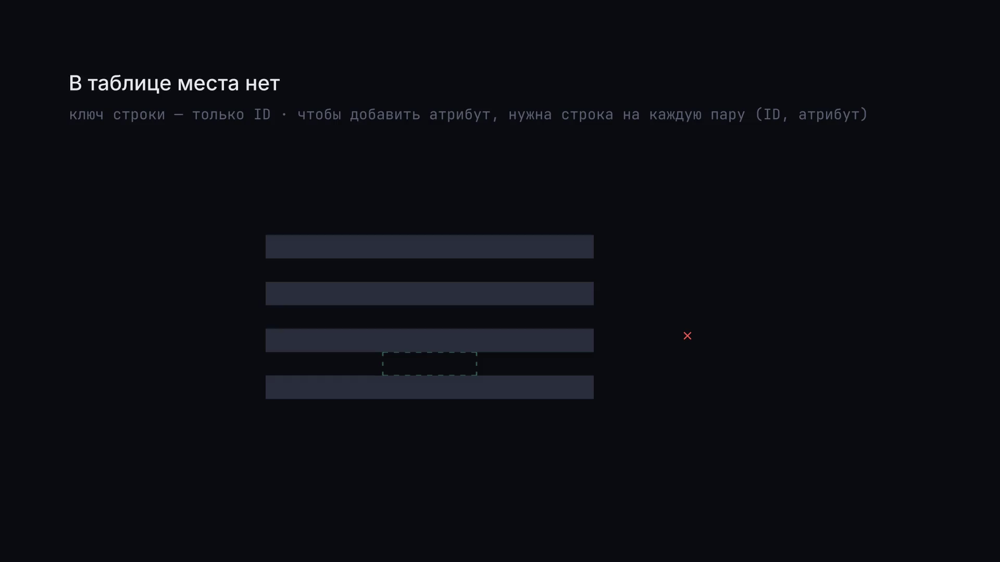 В таблице места нет
ключ строки — только ID · чтобы добавить атрибут, нужна строка на каждую пару (ID, атрибут)